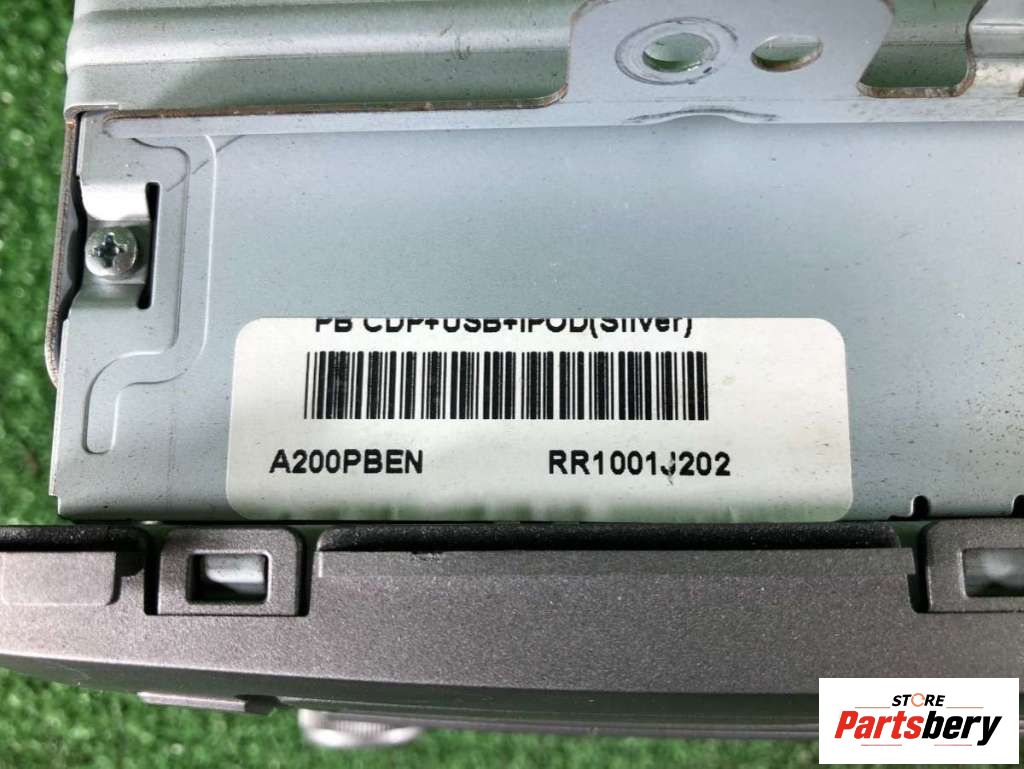 PB CDP+USB+iPOD(Silver)
A200PBEN RR1001J202
STORE
Partsbery